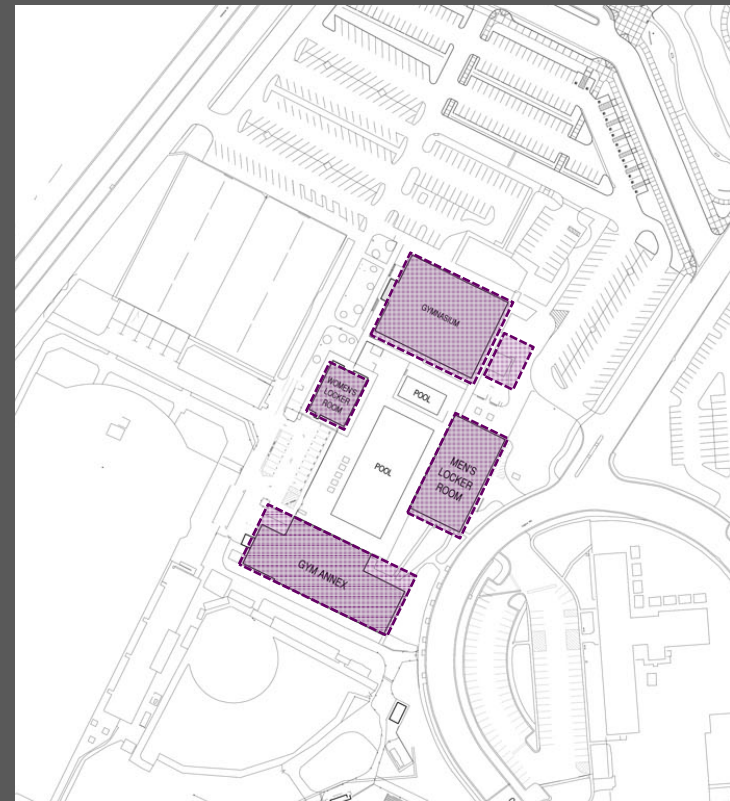 GYMNASIUM
WOMEN'S
LOCKER
ROOM
POOL
MEN'S
LOCKER
ROOM
POOL
GYM ANNEX